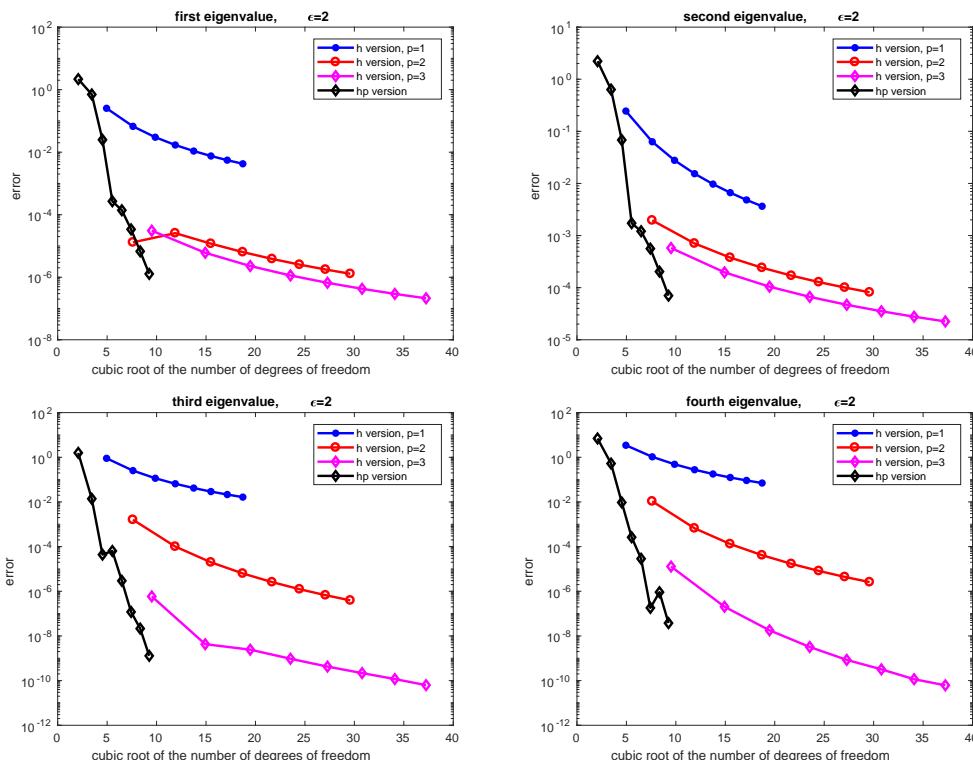 first eigenvalue, ϵ=2
10^2
10^0
10^-2
10^-4
10^-6
10^-8
error
h version, p=1
h version, p=2
h version, p=3
hp version
0 5 10 15 20 25 30 35 40
cubic root of the number of degrees of freedom
second eigenvalue, ϵ=2
10^1
10^0
10^-1
10^-2
10^-3
10^-4
10^-5
error
h version, p=1
h version, p=2
h version, p=3
hp version
0 5 10 15 20 25 30 35 40
cubic root of the number of degrees of freedom
third eigenvalue, ϵ=2
10^2
10^0
10^-2
10^-4
10^-6
10^-8
10^-10
10^-12
error
h version, p=1
h version, p=2
h version, p=3
hp version
0 5 10 15 20 25 30 35 40
cubic root of the number of degrees of freedom
fourth eigenvalue, ϵ=2
10^2
10^0
10^-2
10^-4
10^-6
10^-8
10^-10
10^-12
error
h version, p=1
h version, p=2
h version, p=3
hp version
0 5 10 15 20 25 30 35 40
cubic root of the number of degrees of freedom